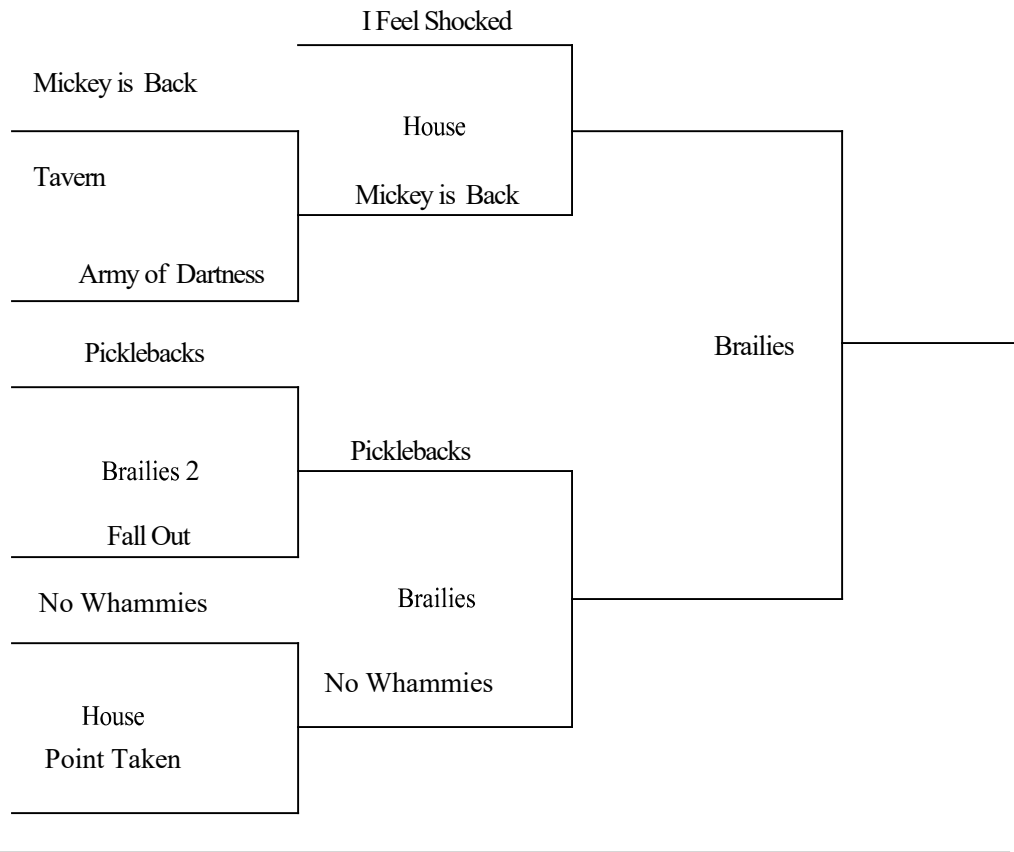 I Feel Shocked
Mickey is Back
House
Tavern
Mickey is Back
Army of Dartness
Picklebacks
Brailies
Picklebacks
Brailies 2
Fall Out
Brailies
No Whammies
No Whammies
House
Point Taken